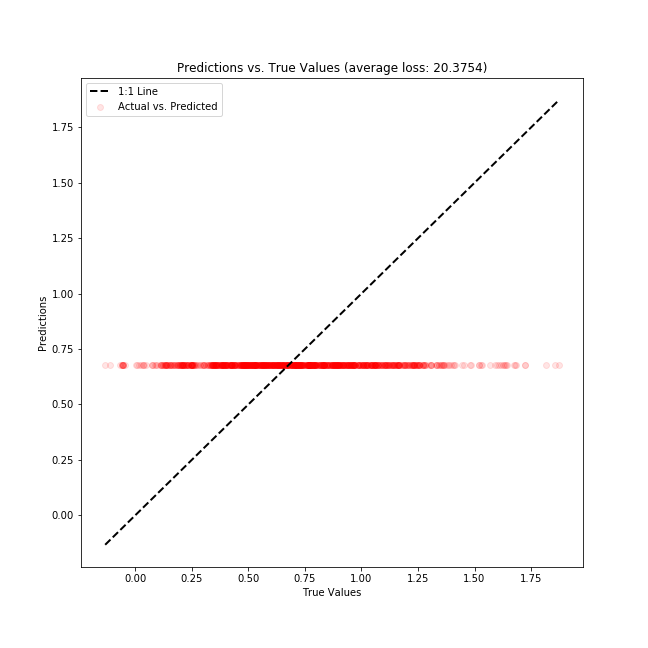 Predictions vs. True Values (average loss: 20.3754)
1:1 Line
Actual vs. Predicted
1.75
1.50
1.25
1.00
0.75
0.50
0.25
0.00
Predictions
0.00 0.25 0.50 0.75 1.00 1.25 1.50 1.75
True Values